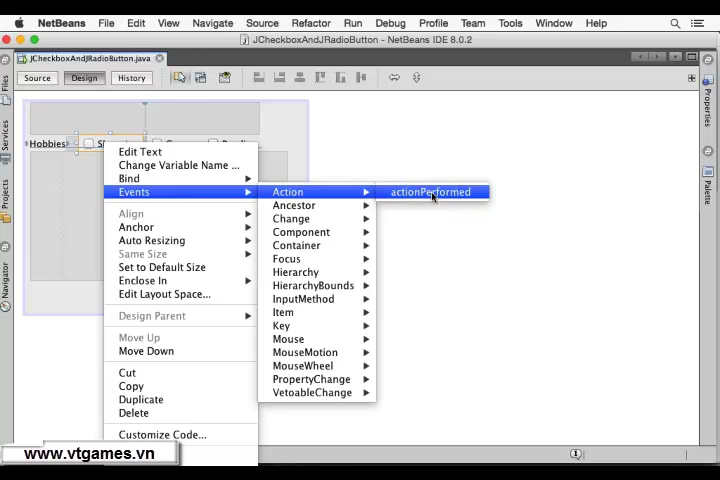 NetBeans File Edit View Navigate Source Refactor Run Debug Profile Team Tools Window Help
JCheckboxAndJRadioButton - NetBeans IDE 8.0.2
JCheckboxAndJRadioButton.java
Source Design History
Files
Services
Projects
Navigator
Properties
Palette
Hobbies
Edit Text
Change Variable Name ...
Bind
Events
Align
Anchor
Auto Resizing
Same Size
Set to Default Size
Enclose In
Edit Layout Space...
Design Parent
Move Up
Move Down
Cut
Copy
Duplicate
Delete
Customize Code...
Action
Ancestor
Change
Component
Container
Focus
Hierarchy
HierarchyBounds
InputMethod
Item
Key
Mouse
MouseMotion
MouseWheel
PropertyChange
VetoableChange
actionPerformed
www.vtgames.vn
1